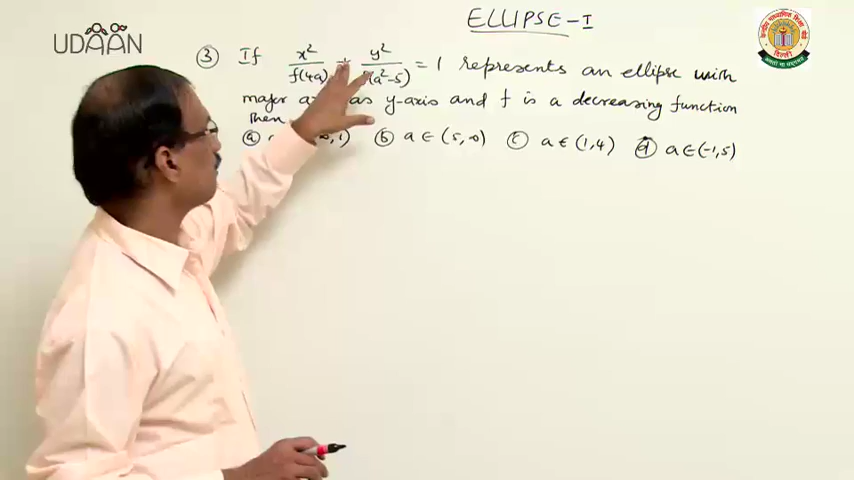 ELLIPSE-I
UDAAN
③ If x²/f(4a) + y²/f(a²-5) = 1 represents an ellipse with
major as y-axis and f is a decreasing function
then
ⓐ ,1) ⓑ a ∈ (5, ∞) ⓒ a ∈ (1,4) ⓓ a ∈ (-1,5)